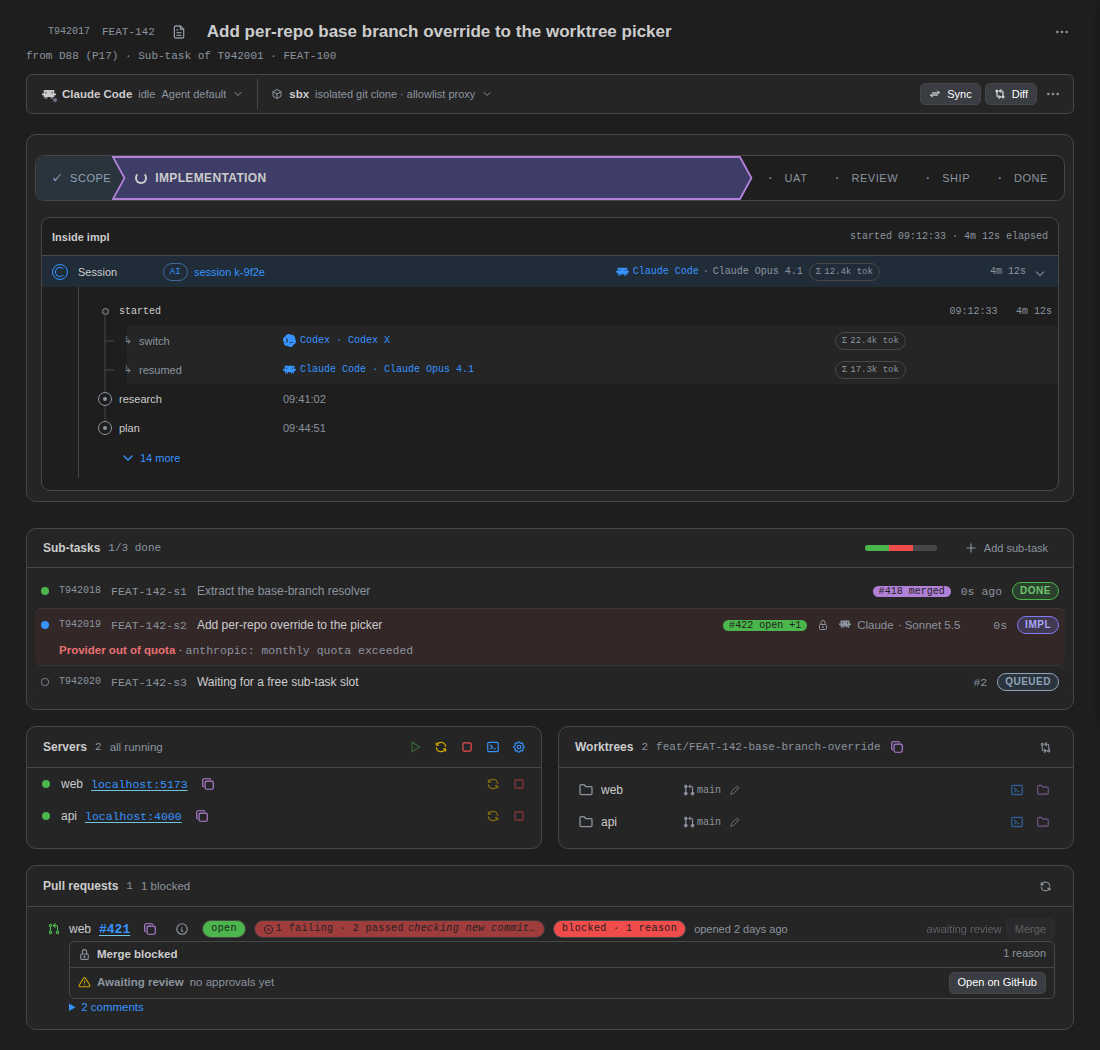 T942017 FEAT-142 Add per-repo base branch override to the worktree picker
from D88 (P17) · Sub-task of T942001 · FEAT-100
Claude Code idle Agent default sbx isolated git clone · allowlist proxy Sync Diff
SCOPE IMPLEMENTATION · UAT · REVIEW · SHIP · DONE
Inside impl started 09:12:33 · 4m 12s elapsed
Session AI session k-9f2e Claude Code · Claude Opus 4.1 Σ 12.4k tok 4m 12s
started 09:12:33 4m 12s
↳ switch Codex · Codex X Σ 22.4k tok
↳ resumed Claude Code · Claude Opus 4.1 Σ 17.3k tok
research 09:41:02
plan 09:44:51
14 more
Sub-tasks 1/3 done Add sub-task
T942018 FEAT-142-s1 Extract the base-branch resolver #418 merged 0s ago DONE
T942019 FEAT-142-s2 Add per-repo override to the picker #422 open +1 Claude · Sonnet 5.5 0s IMPL
Provider out of quota · anthropic: monthly quota exceeded
T942020 FEAT-142-s3 Waiting for a free sub-task slot #2 QUEUED
Servers 2 all running
web localhost:5173
api localhost:4000
Worktrees 2 feat/FEAT-142-base-branch-override
web main
api main
Pull requests 1 1 blocked
web #421 open 1 failing · 2 passed checking new commit… blocked · 1 reason opened 2 days ago awaiting review Merge
Merge blocked 1 reason
Awaiting review no approvals yet Open on GitHub
2 comments